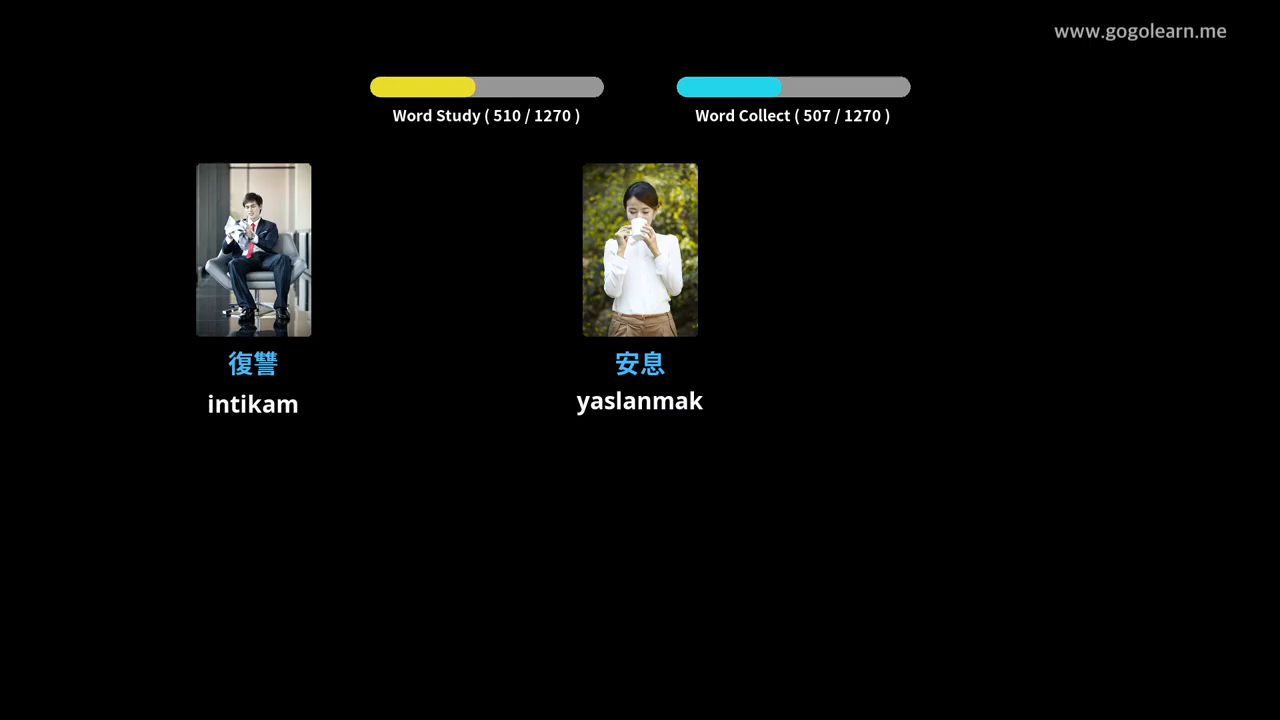 www.gogolearn.me
Word Study ( 510 / 1270 )
Word Collect ( 507 / 1270 )
復讐
安息
intikam
yaslanmak